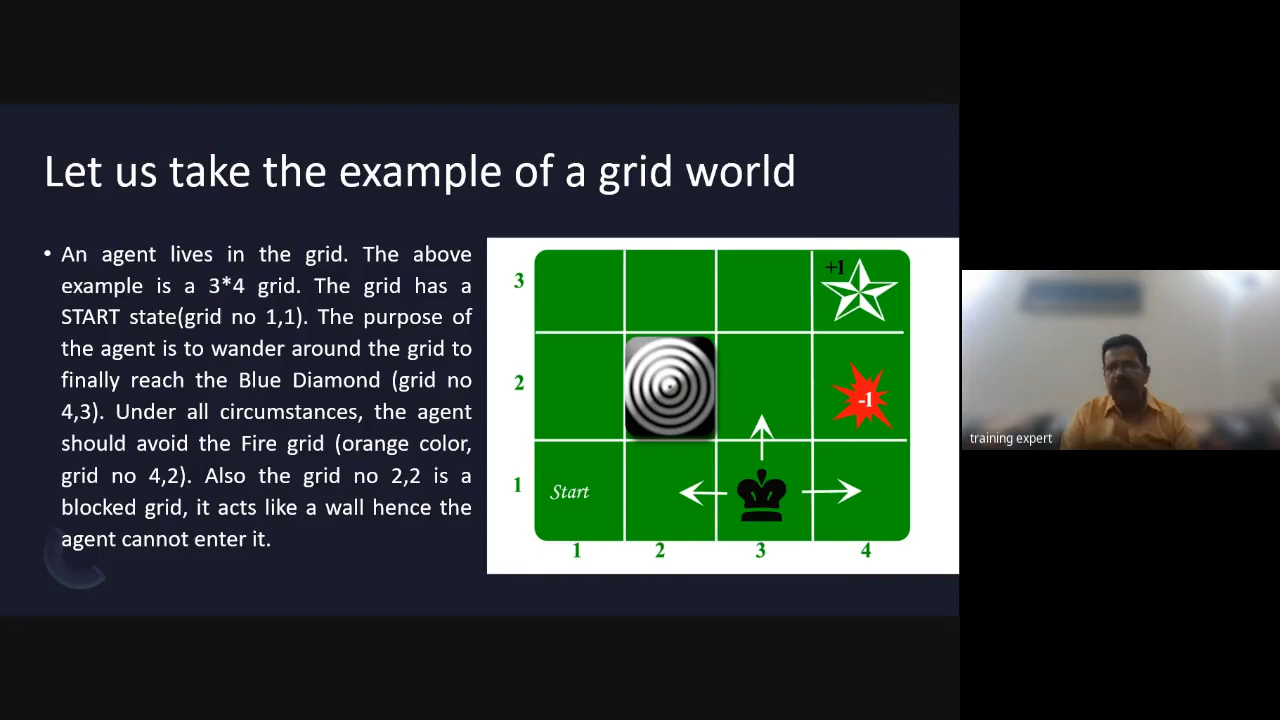 Let us take the example of a grid world
• An agent lives in the grid. The above
example is a 3*4 grid. The grid has a
START state(grid no 1,1). The purpose of
the agent is to wander around the grid to
finally reach the Blue Diamond (grid no
4,3). Under all circumstances, the agent
should avoid the Fire grid (orange color,
grid no 4,2). Also the grid no 2,2 is a
blocked grid, it acts like a wall hence the
agent cannot enter it.
3
+1
2
-1
1
Start
1 2 3 4
training expert